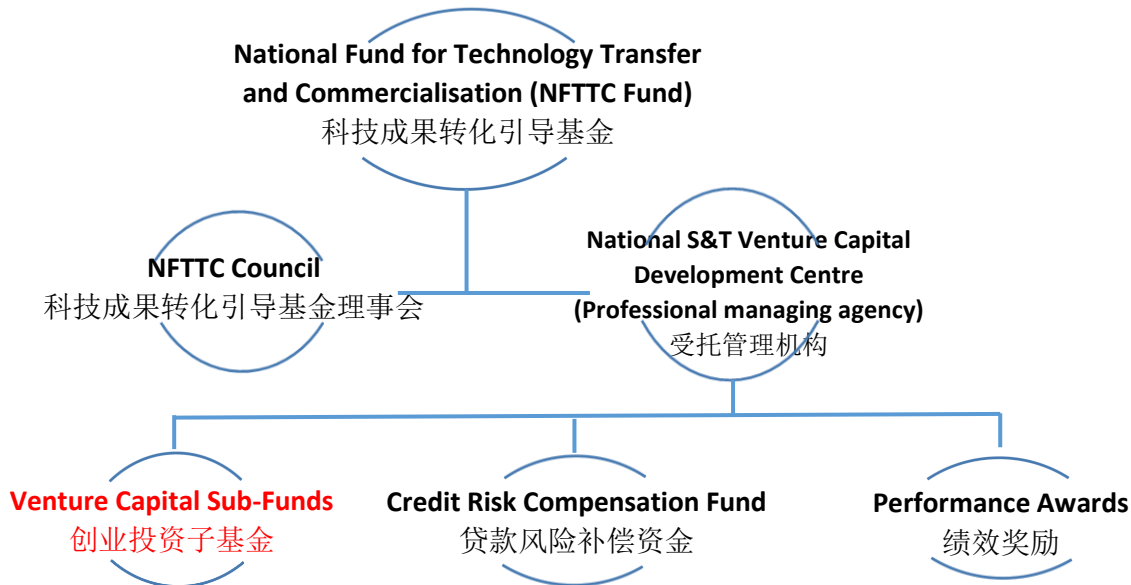 National Fund for Technology Transfer
and Commercialisation (NFTTC Fund)
科技成果转化引导基金
NFTTC Council
科技成果转化引导基金理事会
National S&T Venture Capital
Development Centre
(Professional managing agency)
受托管理机构
Venture Capital Sub-Funds
创业投资子基金
Credit Risk Compensation Fund
贷款风险补偿资金
Performance Awards
绩效奖励